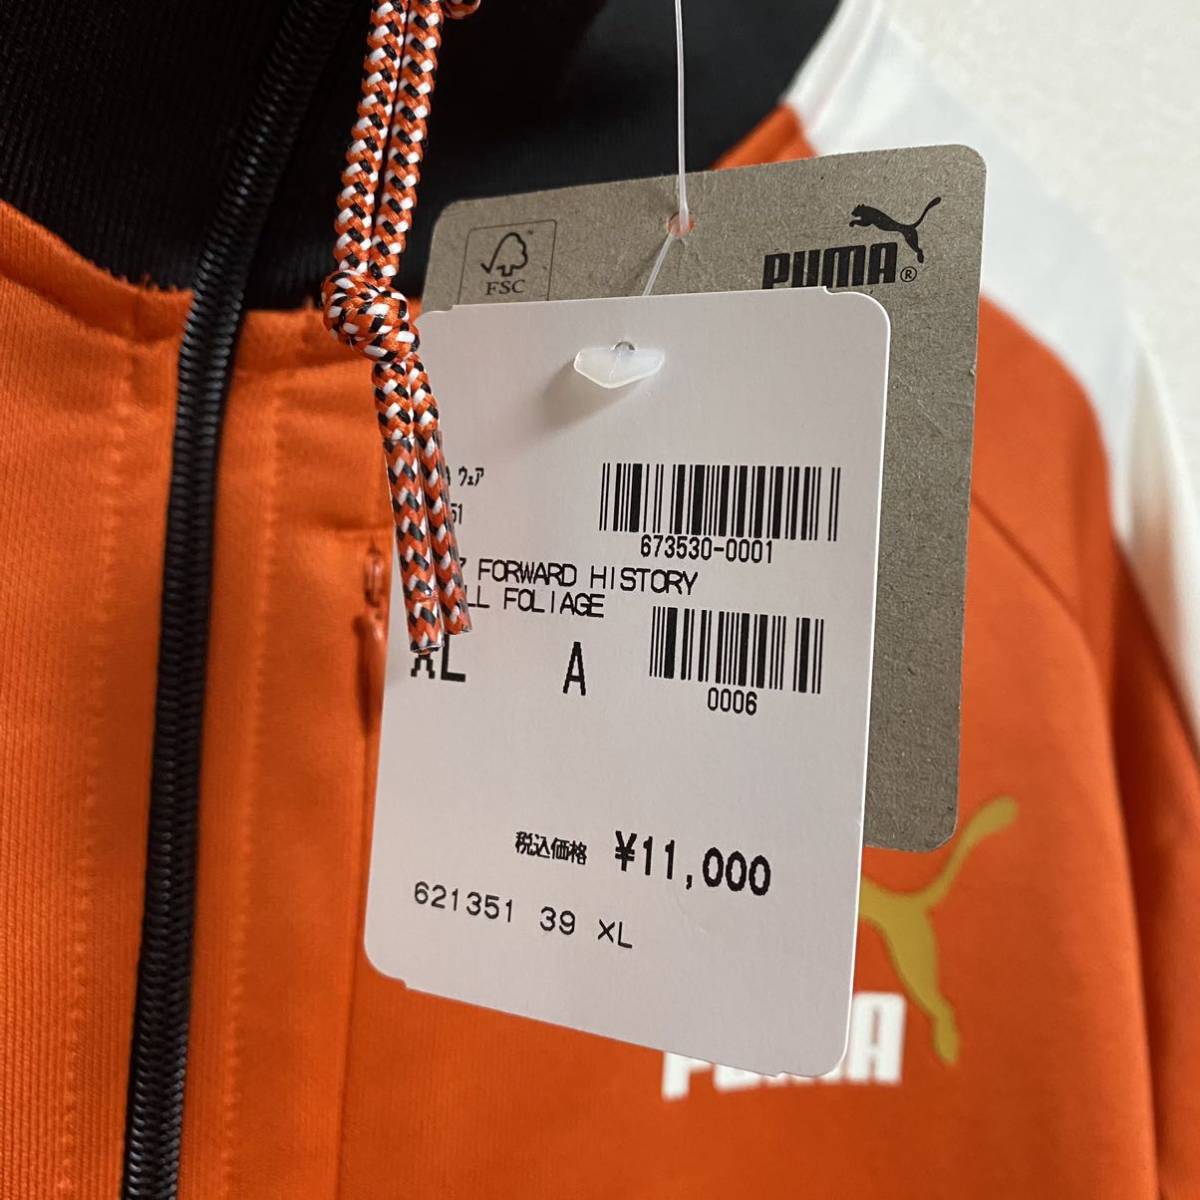 FSC
PUMA®
ウェア
51
673530-0001
FORWARD HISTORY
FOLIAGE
XL A
0006
税込価格 ¥11,000
621351 39 XL
PUMA